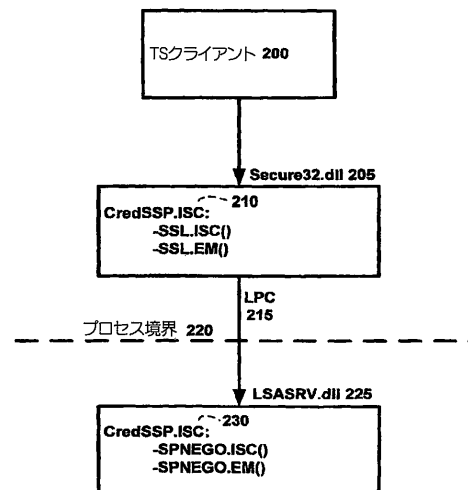 TSクライアント 200
Secure32.dll 205
210
CredSSP.ISC:
-SSL.ISC()
-SSL.EM()
LPC
215
プロセス境界 220
LSASRV.dll 225
230
CredSSP.ISC:
-SPNEGO.ISC()
-SPNEGO.EM()